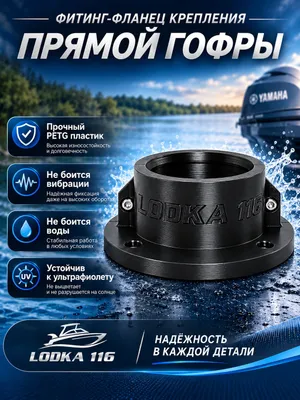 ФИТИНГ-ФЛАНЕЦ КРЕПЛЕНИЯ
ПРЯМОЙ ГОФРЫ
YAMAHA
Прочный
PETG пластик
Высокая износостойкость
и долговечность
Не боится
вибрации
Надёжная фиксация
даже на высоких оборотах
Не боится
воды
Стабильная работа
в любых условиях
UV
Устойчив
к ультрафиолету
Не выцветает
и не разрушается на солнце
LODKA 116
LODKA 116
НАДЁЖНОСТЬ
В КАЖДОЙ ДЕТАЛИ